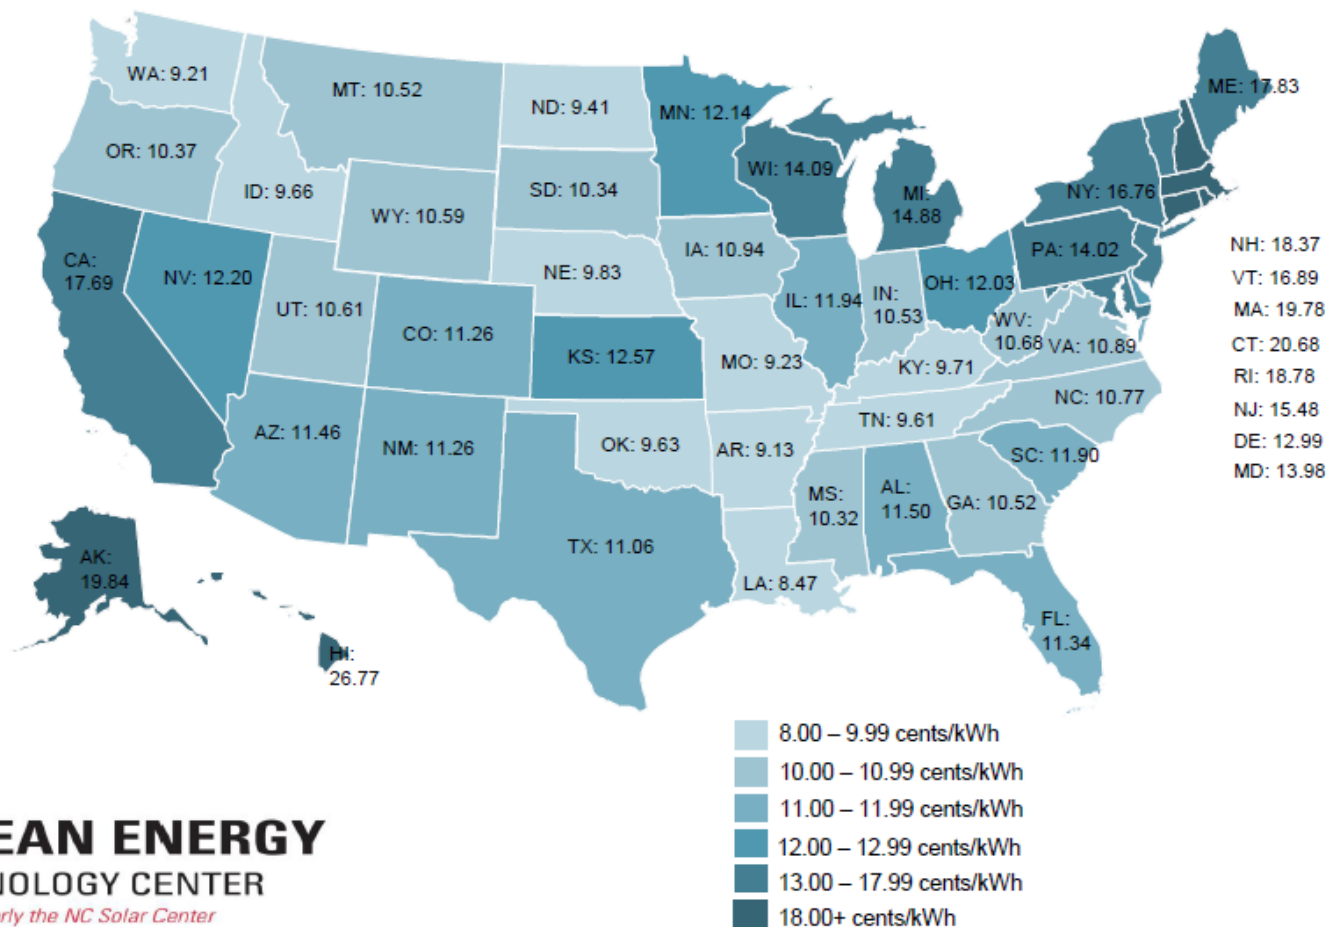 WA: 9.21
MT: 10.52
ND: 9.41
MN: 12.14
ME: 17.83
OR: 10.37
ID: 9.66
WY: 10.59
SD: 10.34
WI: 14.09
MI:
14.88
NY: 16.76
CA:
17.69
NV: 12.20
UT: 10.61
CO: 11.26
NE: 9.83
KS: 12.57
IA: 10.94
MO: 9.23
IL: 11.94
IN:
10.53
OH: 12.03
PA: 14.02
WV:
10.68
VA: 10.89
KY: 9.71
NC: 10.77
TN: 9.61
AZ: 11.46
NM: 11.26
OK: 9.63
AR: 9.13
SC: 11.90
MS:
10.32
AL:
11.50
GA: 10.52
TX: 11.06
LA: 8.47
FL:
11.34
AK:
19.84
HI:
26.77
NH: 18.37
VT: 16.89
MA: 19.78
CT: 20.68
RI: 18.78
NJ: 15.48
DE: 12.99
MD: 13.98
8.00 – 9.99 cents/kWh
10.00 – 10.99 cents/kWh
11.00 – 11.99 cents/kWh
12.00 – 12.99 cents/kWh
13.00 – 17.99 cents/kWh
18.00+ cents/kWh
EAN ENERGY
NOLOGY CENTER
rly the NC Solar Center